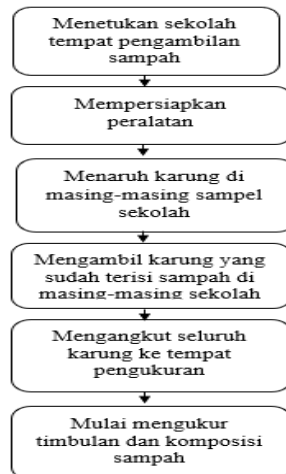 Menetukan sekolah
tempat pengambilan
sampah
Mempersiapkan
peralatan
Menaruh karung di
masing-masing sampel
sekolah
Mengambil karung yang
sudah terisi sampah di
masing-masing sekolah
Mengangkut seluruh
karung ke tempat
pengukuran
Mulai mengukur
timbulan dan komposisi
sampah